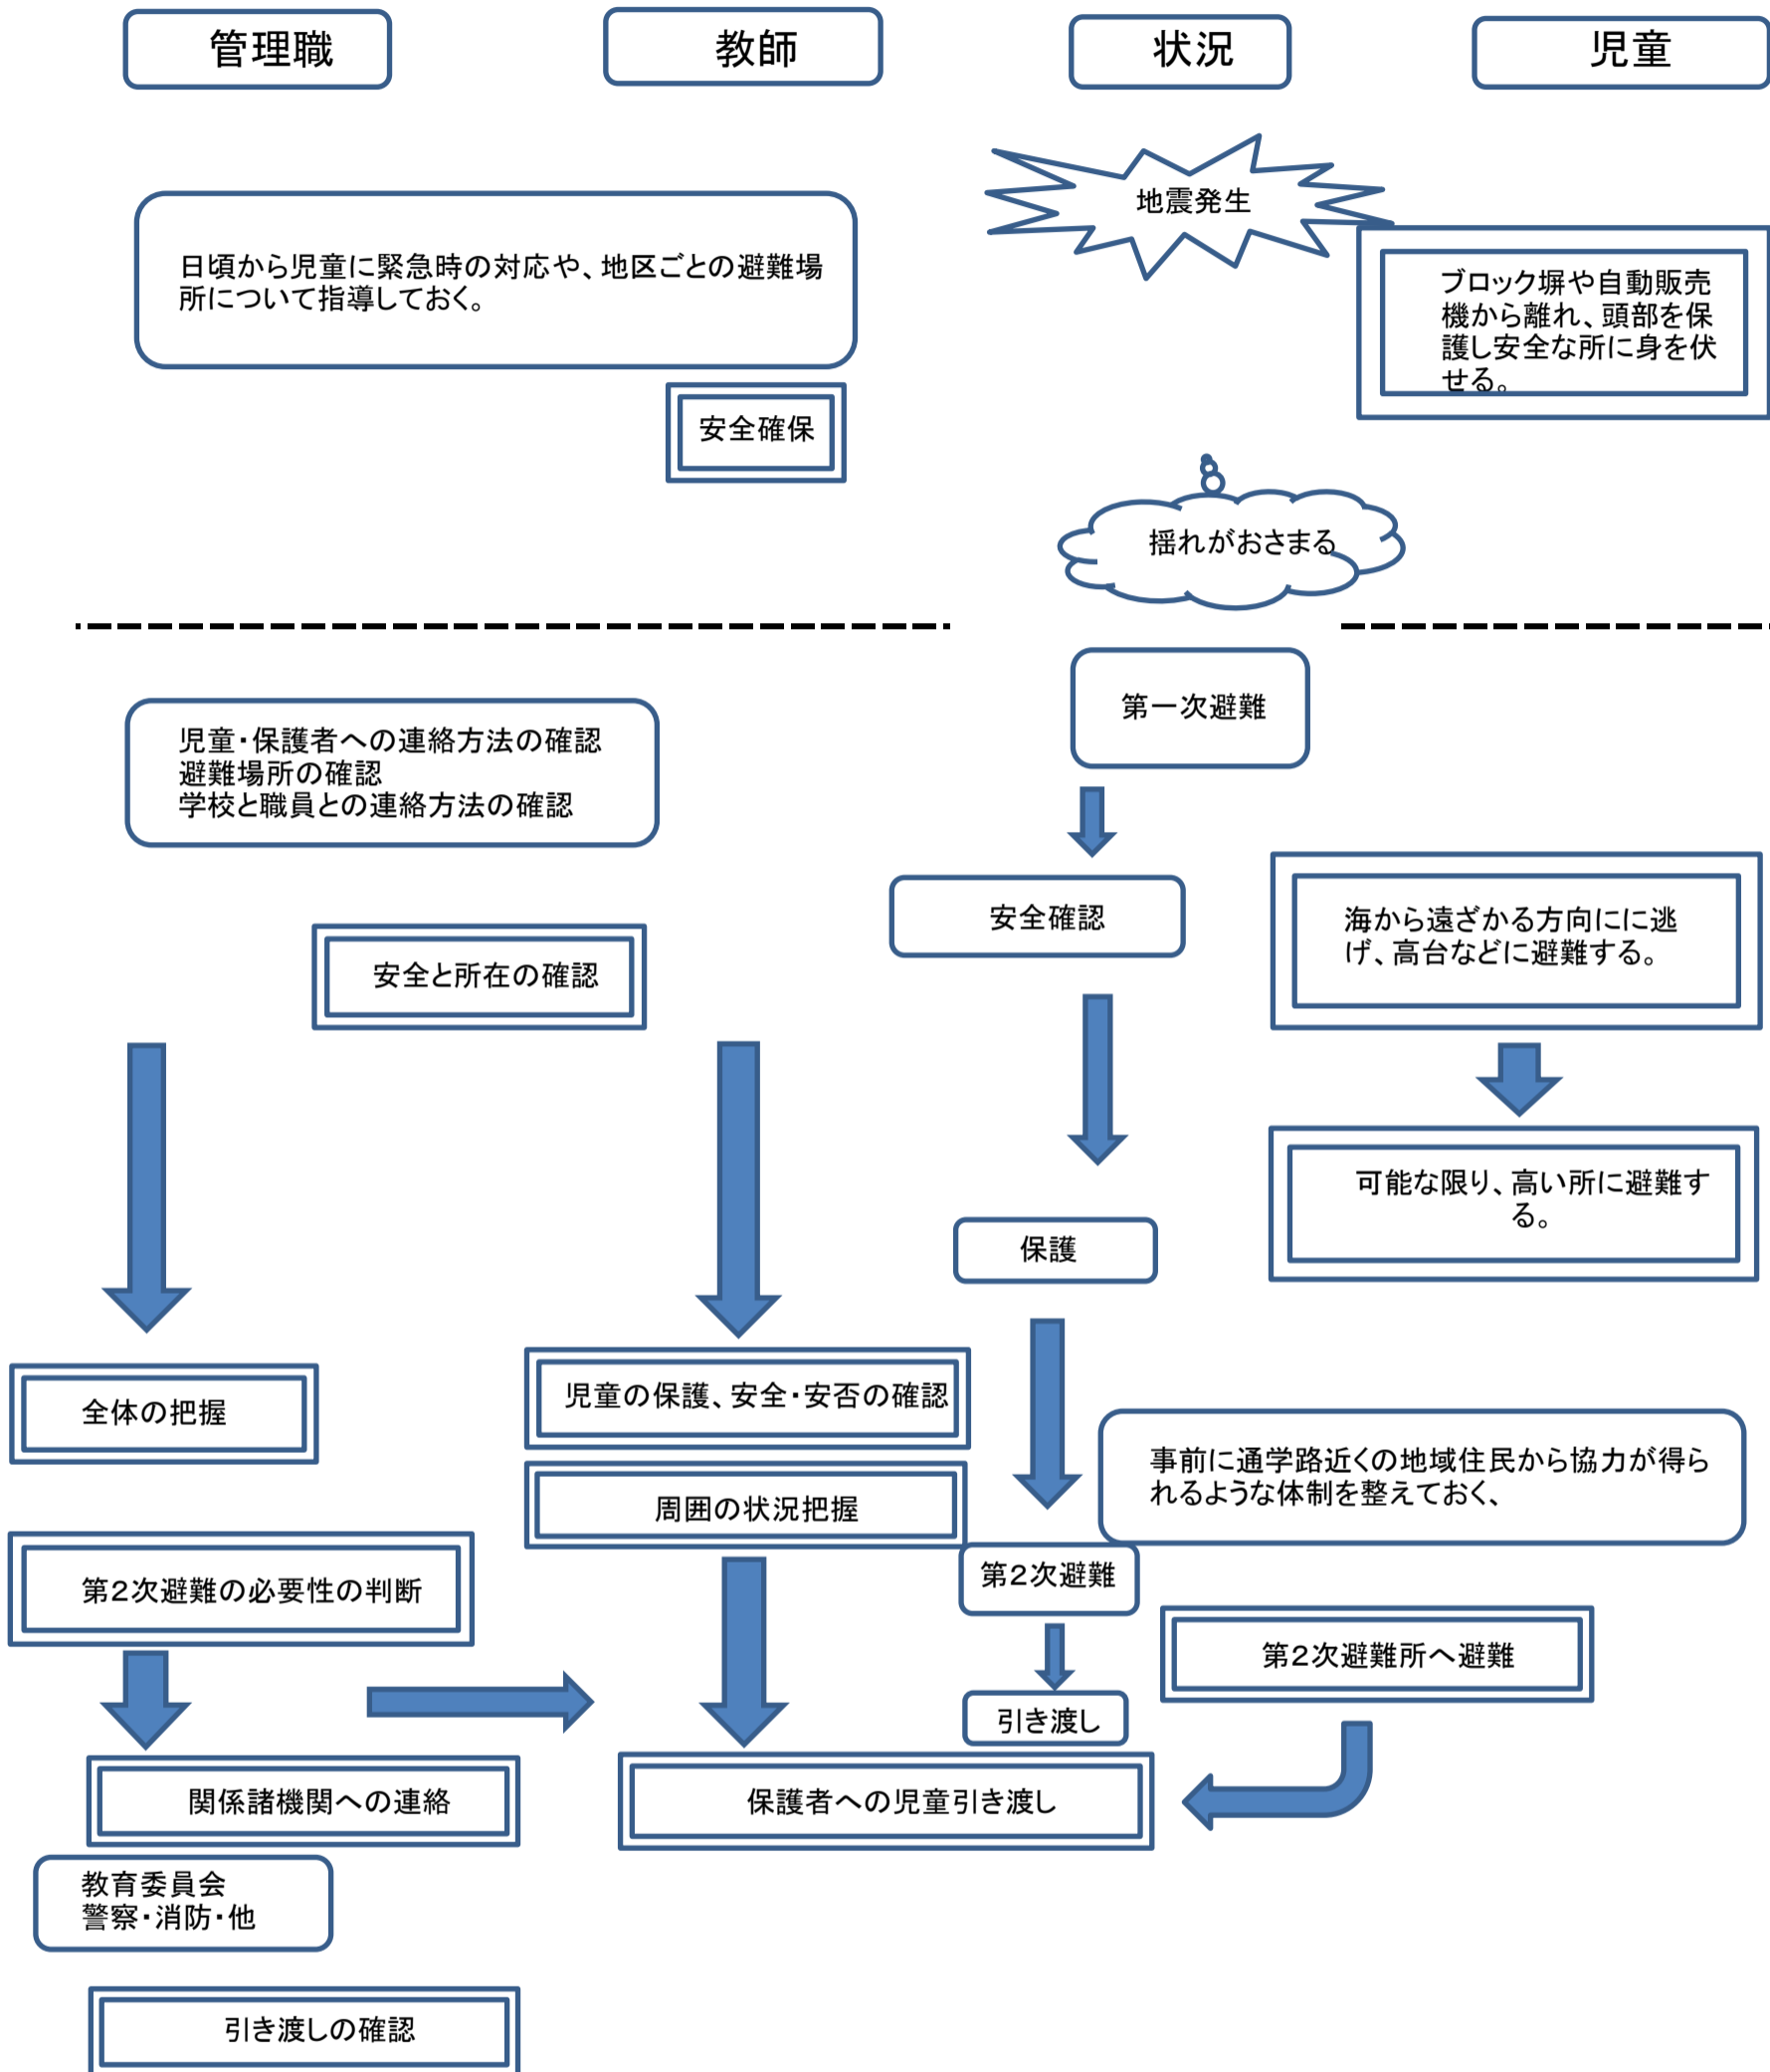 管理職
教師
状況
児童
地震発生
日頃から児童に緊急時の対応や、地区ごとの避難場
所について指導しておく。
ブロック塀や自動販売
機から離れ、頭部を保
護し安全な所に身を伏
せる。
安全確保
揺れがおさまる
第一次避難
児童・保護者への連絡方法の確認
避難場所の確認
学校と職員との連絡方法の確認
安全確認
海から遠ざかる方向にに逃
げ、高台などに避難する。
安全と所在の確認
可能な限り、高い所に避難す
る。
保護
全体の把握
児童の保護、安全・安否の確認
事前に通学路近くの地域住民から協力が得ら
れるような体制を整えておく、
周囲の状況把握
第2次避難の必要性の判断
第2次避難
第2次避難所へ避難
引き渡し
関係諸機関への連絡
保護者への児童引き渡し
教育委員会
警察・消防・他
引き渡しの確認